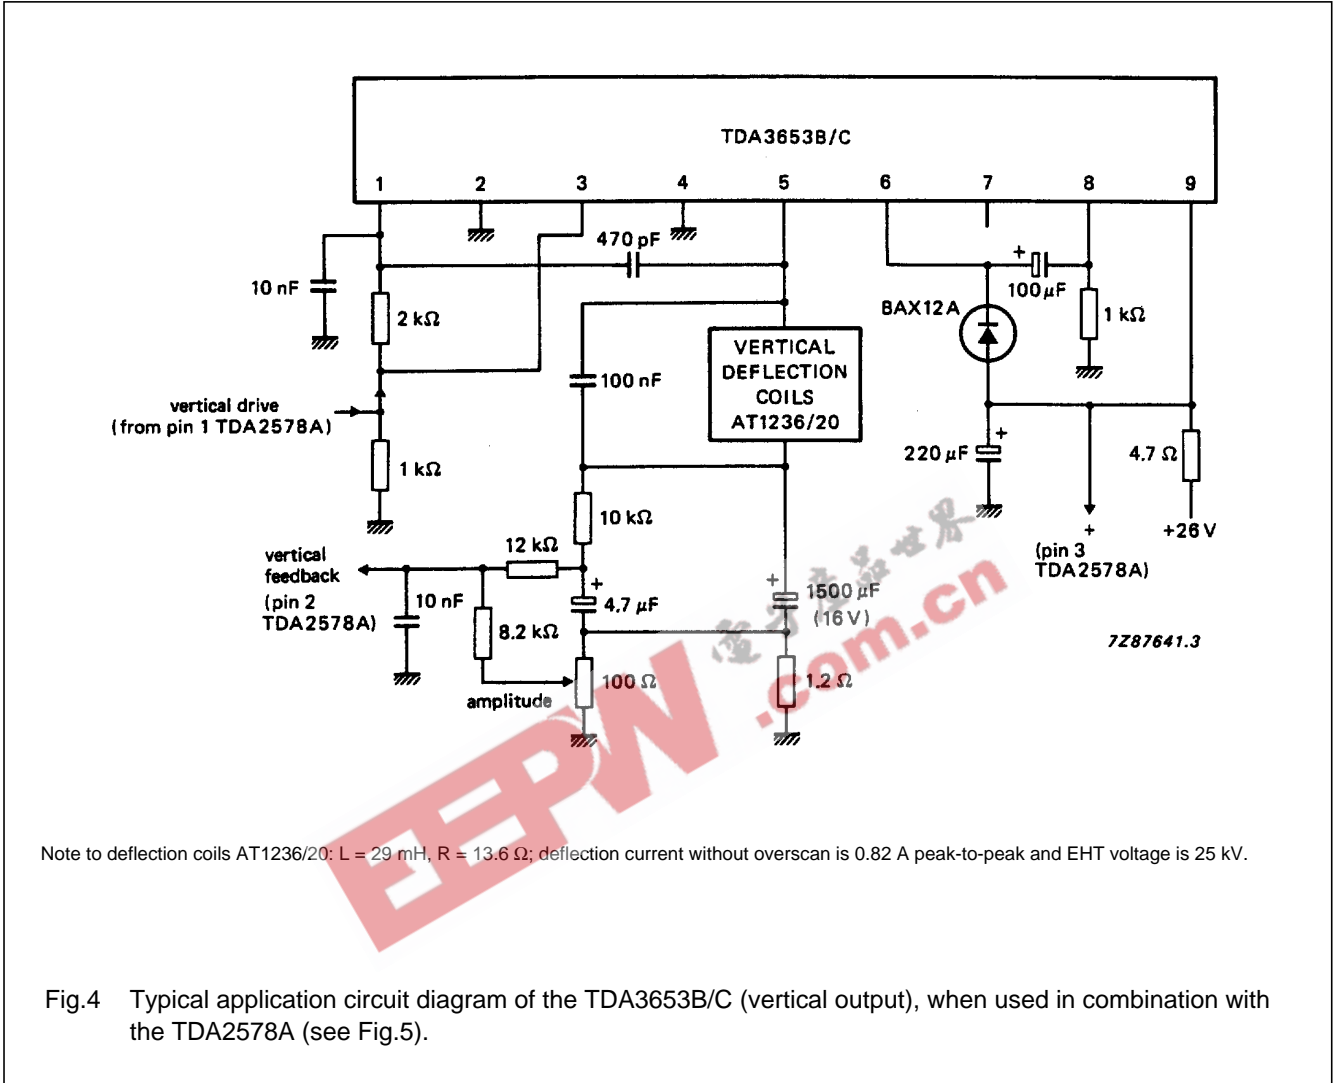 TDA3653B/C
1 2 3 4 5 6 7 8 9
470 pF
+
10 nF
100 μF
BAX12A
2 kΩ
1 kΩ
VERTICAL
DEFLECTION
COILS
AT1236/20
100 nF
vertical drive
(from pin 1 TDA2578A)
+
220 μF
4.7 Ω
1 kΩ
10 kΩ
+
+26 V
12 kΩ
(pin 3
TDA2578A)
vertical
feedback
(pin 2
TDA2578A)
10 nF
+
4.7 μF
+
1500 μF
(16 V)
8.2 kΩ
7Z87641.3
100 Ω
1.2 Ω
amplitude
電子產品世界
EEPW.com.cn
Note to deflection coils AT1236/20: L = 29 mH, R = 13.6 Ω; deflection current without overscan is 0.82 A peak-to-peak and EHT voltage is 25 kV.
Fig.4 Typical application circuit diagram of the TDA3653B/C (vertical output), when used in combination with
the TDA2578A (see Fig.5).